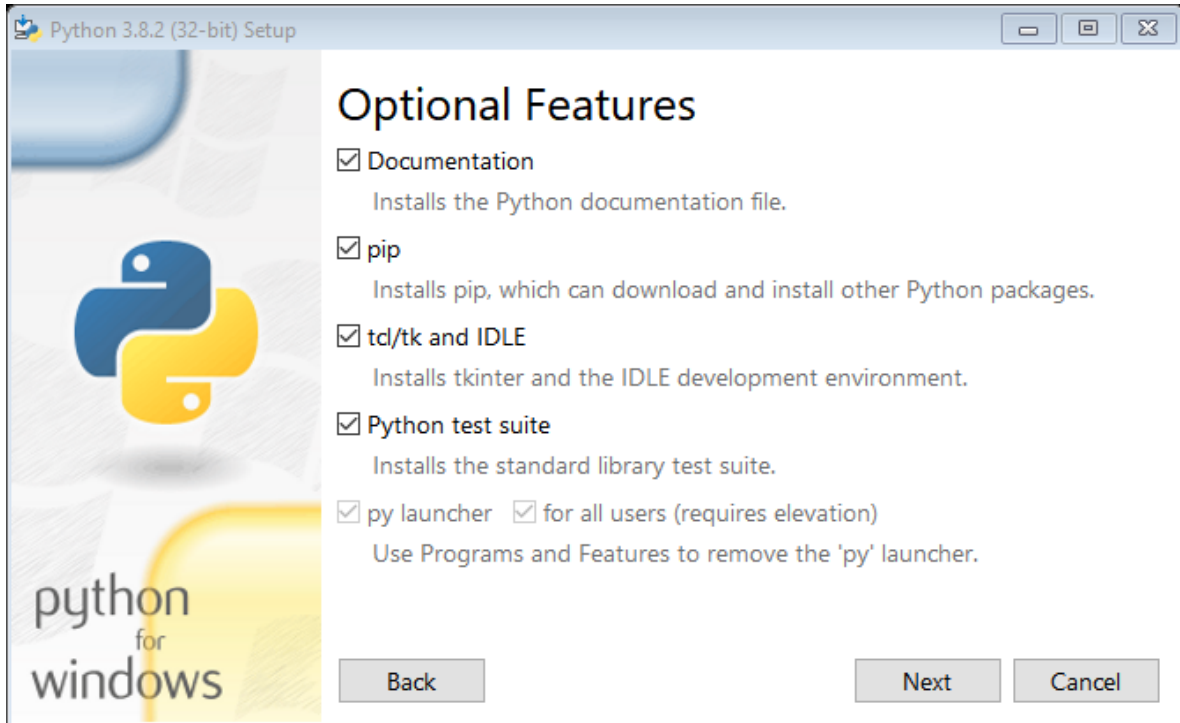 Python 3.8.2 (32-bit) Setup
Optional Features
Documentation
Installs the Python documentation file.
pip
Installs pip, which can download and install other Python packages.
tcl/tk and IDLE
Installs tkinter and the IDLE development environment.
Python test suite
Installs the standard library test suite.
py launcher for all users (requires elevation)
Use Programs and Features to remove the 'py' launcher.
python
for
windows
Back Next Cancel